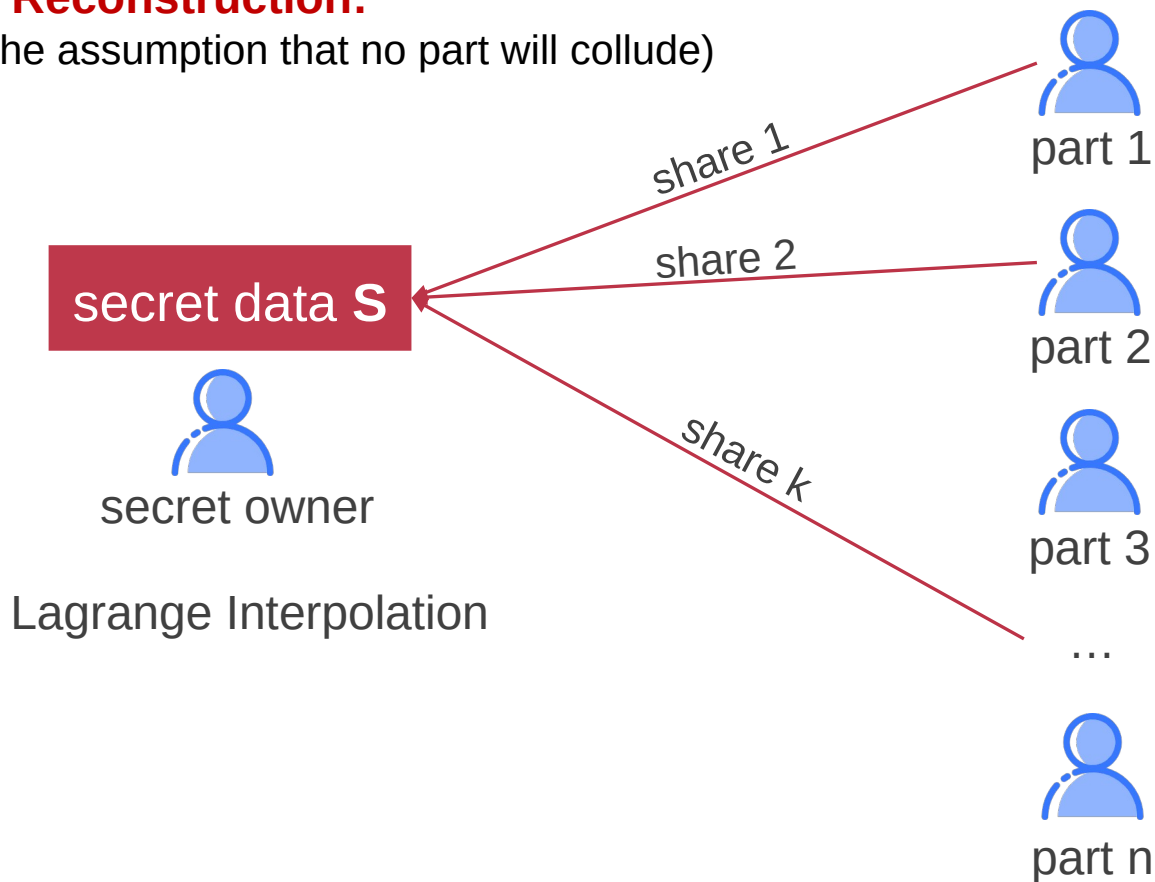 Reconstruction:
he assumption that no part will collude)
share 1
part 1
share 2
secret data S
part 2
share k
secret owner
part 3
Lagrange Interpolation
...
part n